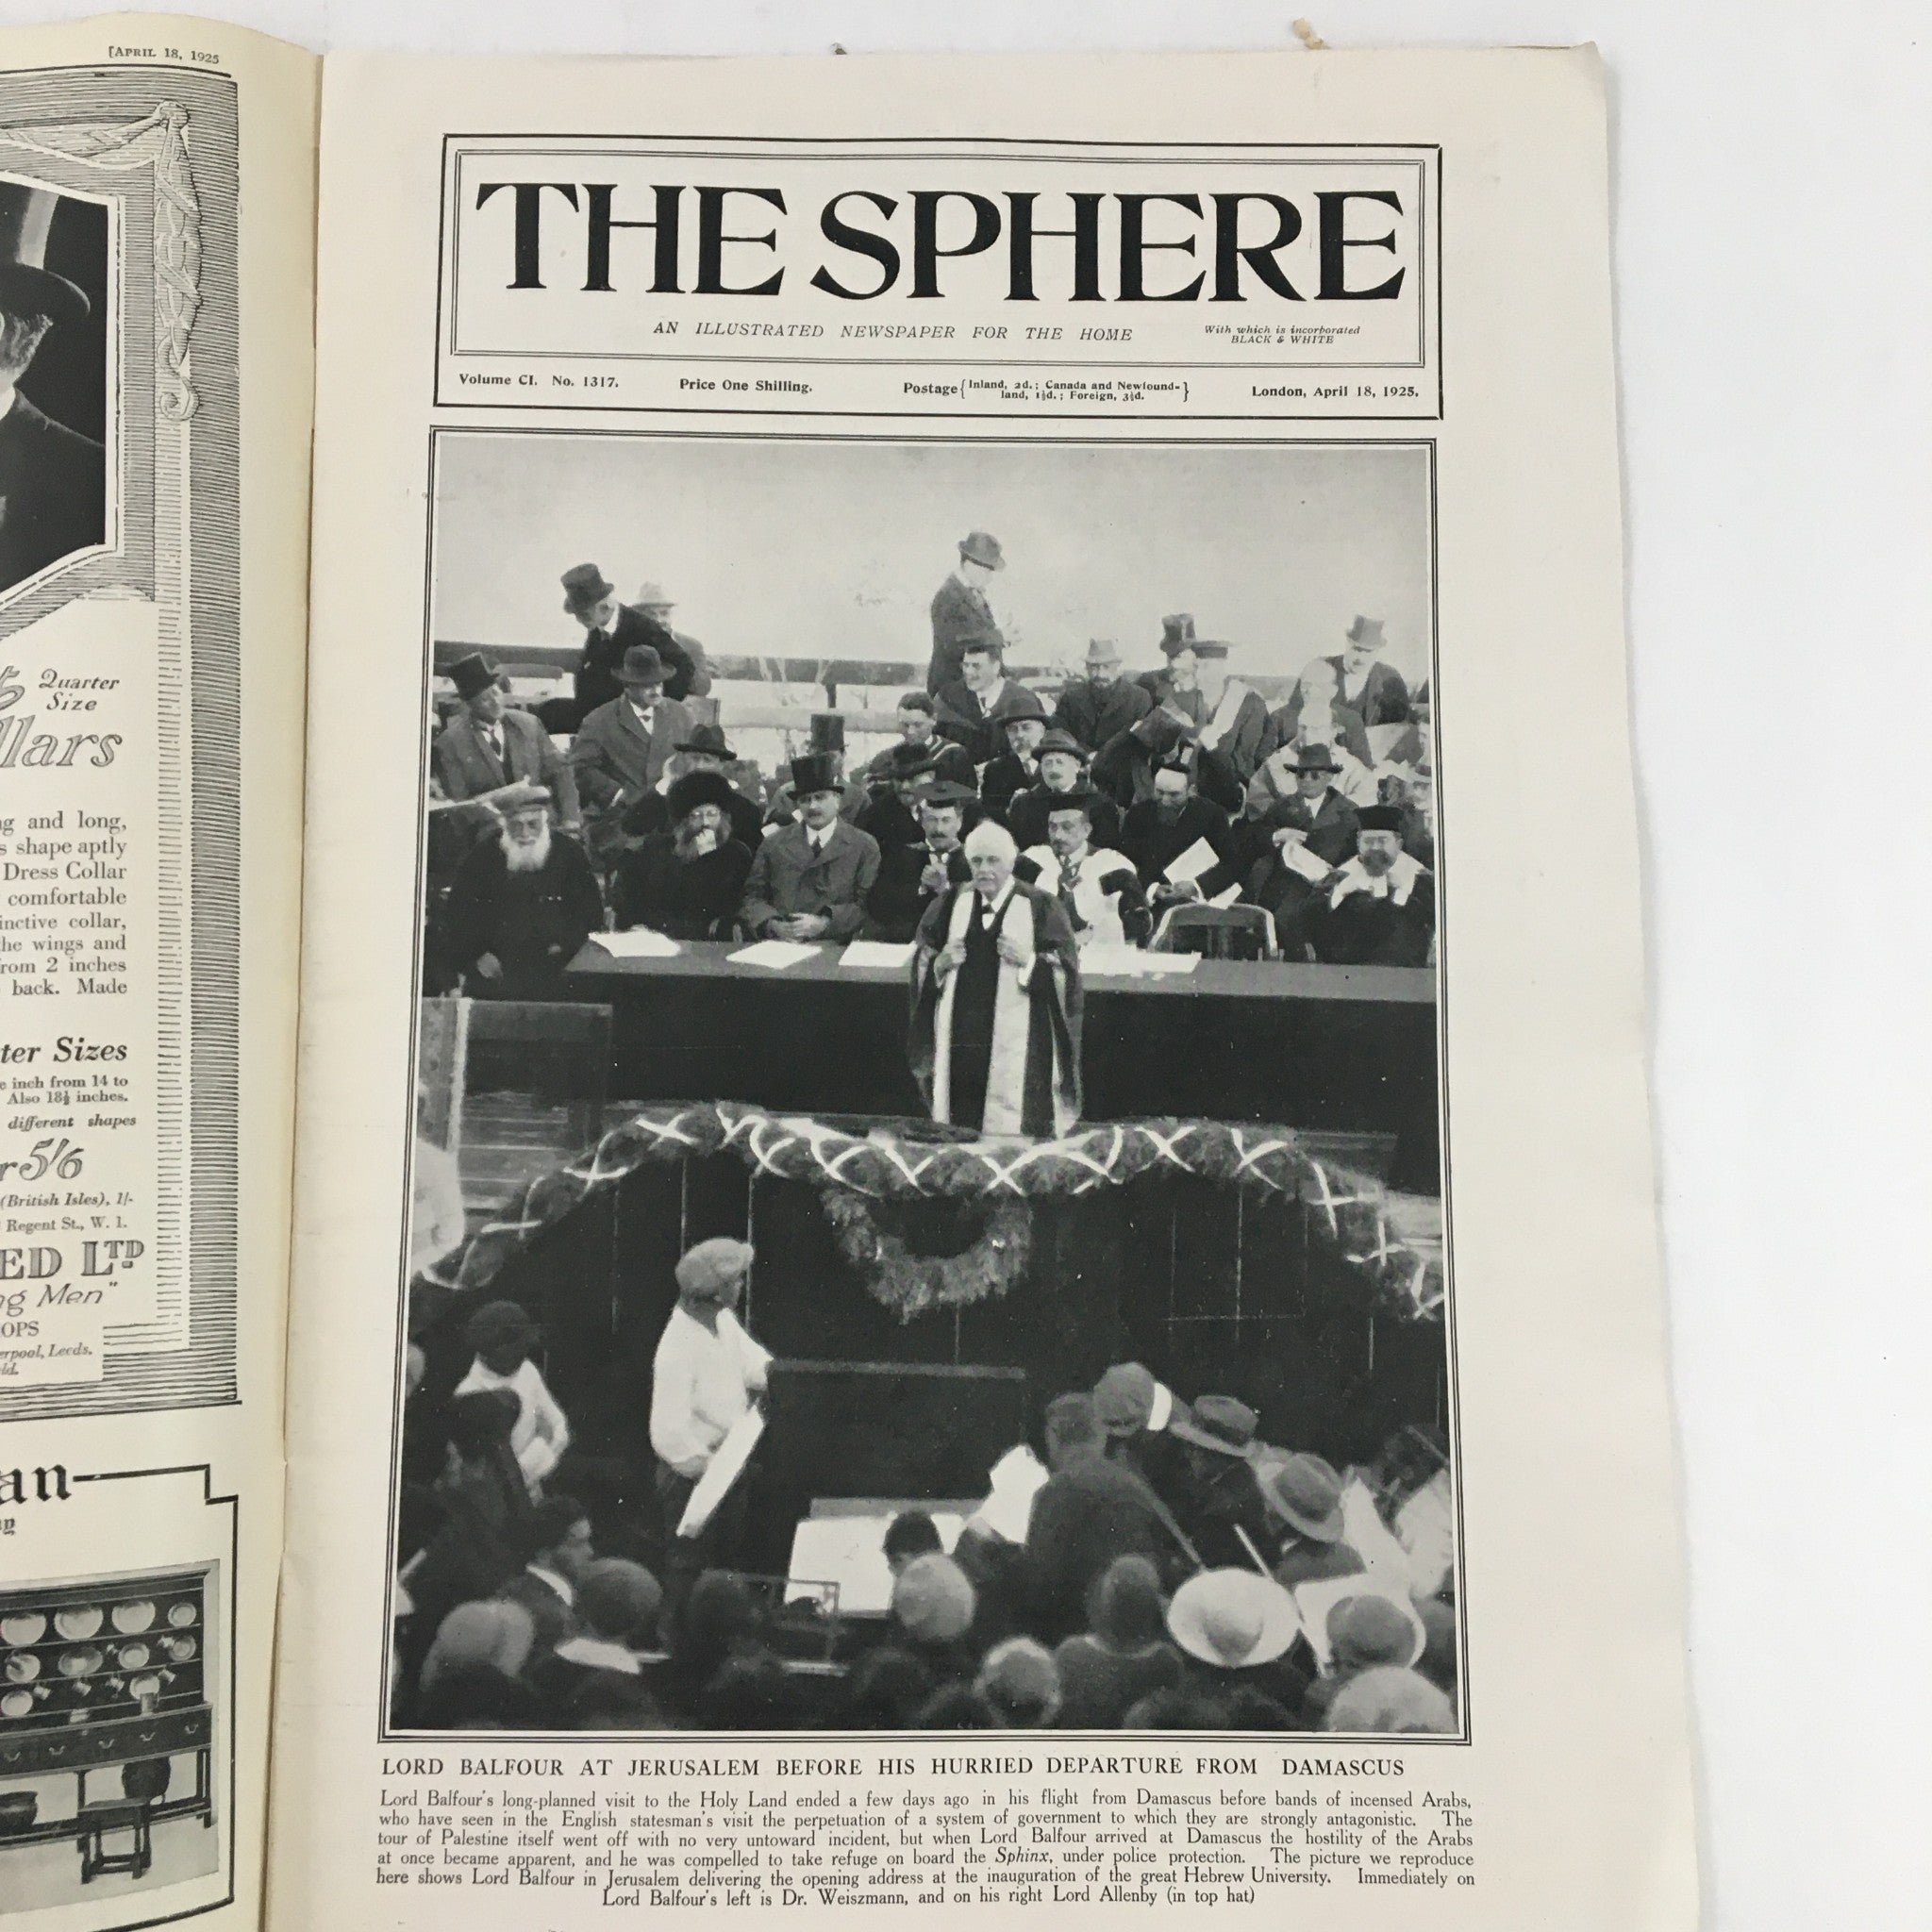 [APRIL 18, 1925
Quarter
Size
and long,
shape aptly
Dress Collar
comfortable
collar,
wings and
2 inches
back. Made
Sizes
inch from 14 to
Also 18½ inches.
different shapes
5'6
(British Isles), 1/-
Regent St., W. 1.
LTD
Men"
Leeds.
THE SPHERE
AN ILLUSTRATED NEWSPAPER FOR THE HOME
With which is incorporated
BLACK & WHITE
Volume CI. No. 1317. Price One Shilling. Postage { Inland, 2d.; Canada and Newfound-
land, 1½d.; Foreign, 3½d. } London, April 18, 1925.
LORD BALFOUR AT JERUSALEM BEFORE HIS HURRIED DEPARTURE FROM DAMASCUS
Lord Balfour's long-planned visit to the Holy Land ended a few days ago in his flight from Damascus before bands of incensed Arabs,
who have seen in the English statesman's visit the perpetuation of a system of government to which they are strongly antagonistic. The
tour of Palestine itself went off with no very untoward incident, but when Lord Balfour arrived at Damascus the hostility of the Arabs
at once became apparent, and he was compelled to take refuge on board the Sphinx, under police protection. The picture we reproduce
here shows Lord Balfour in Jerusalem delivering the opening address at the inauguration of the great Hebrew University. Immediately on
Lord Balfour's left is Dr. Weiszmann, and on his right Lord Allenby (in top hat)